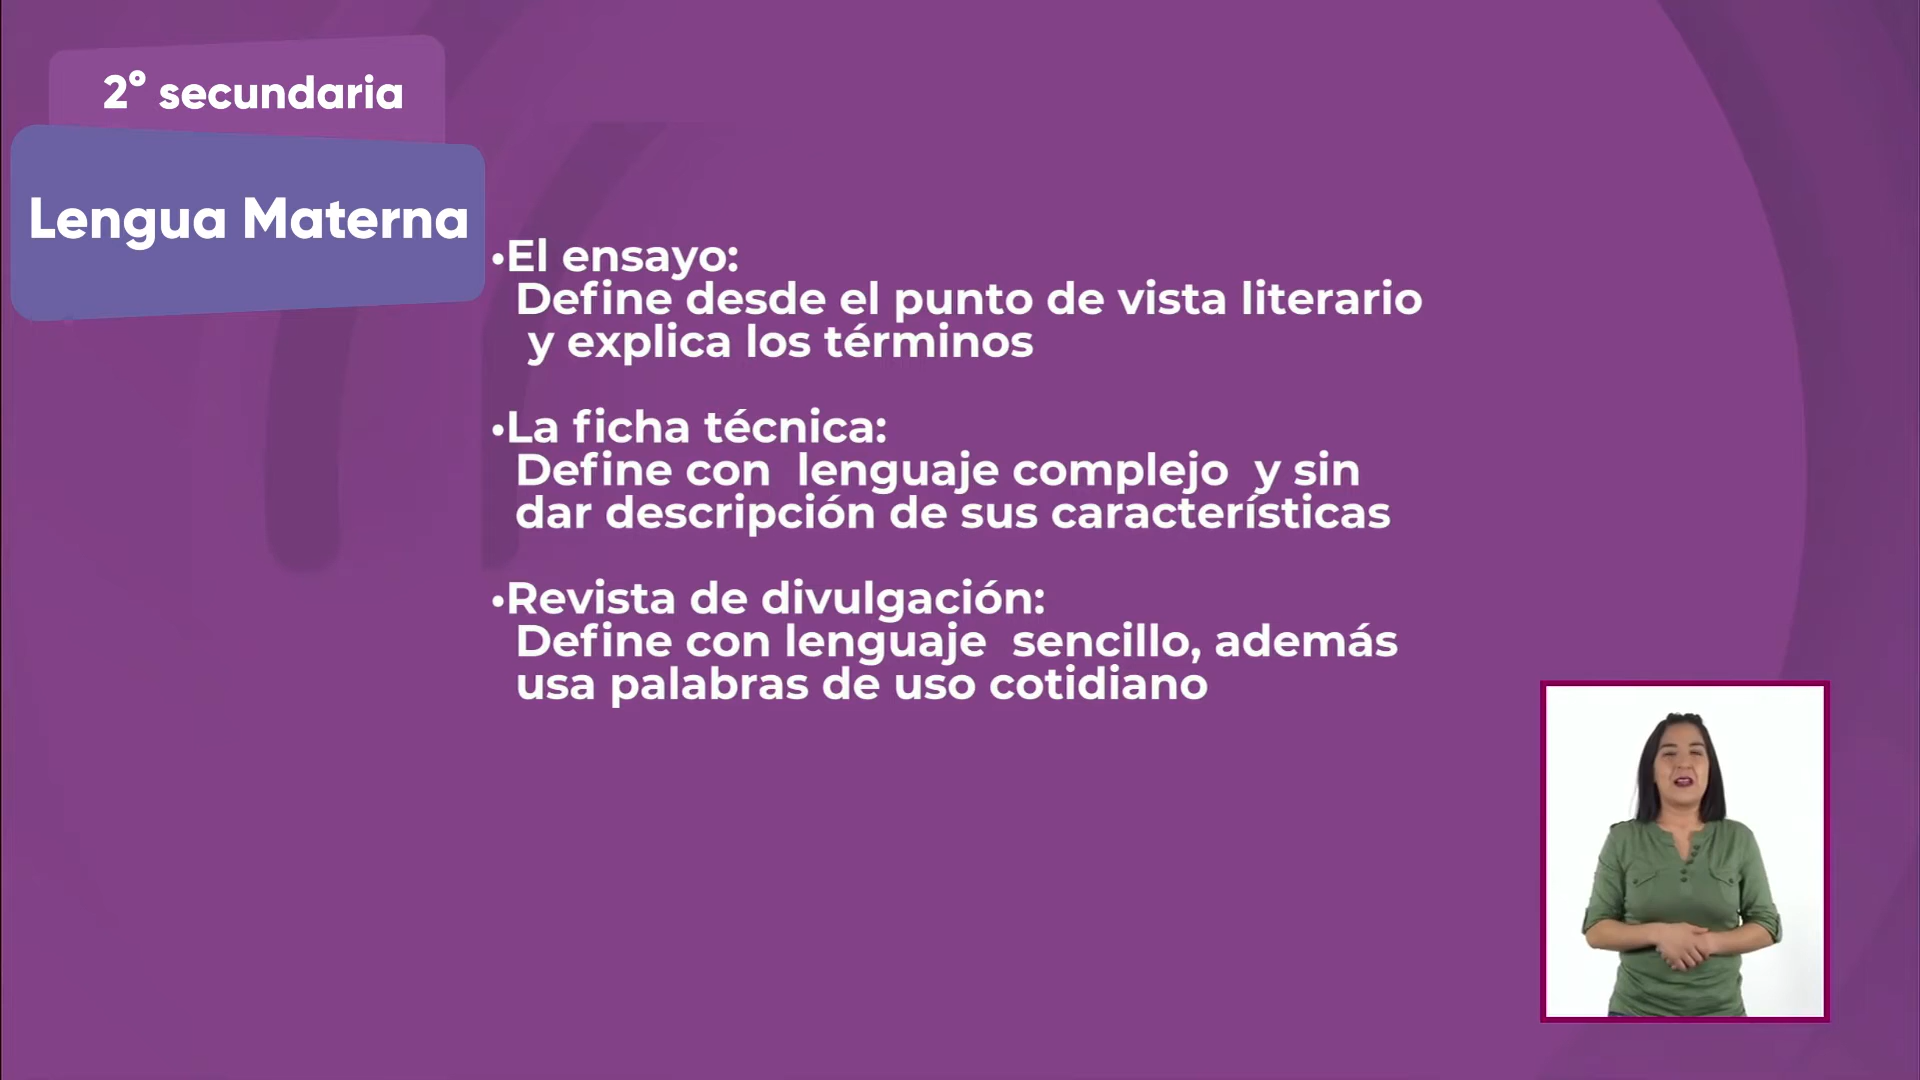 2° secundaria
Lengua Materna
•El ensayo:
Define desde el punto de vista literario
y explica los términos
•La ficha técnica:
Define con lenguaje complejo y sin
dar descripción de sus características
•Revista de divulgación:
Define con lenguaje sencillo, además
usa palabras de uso cotidiano